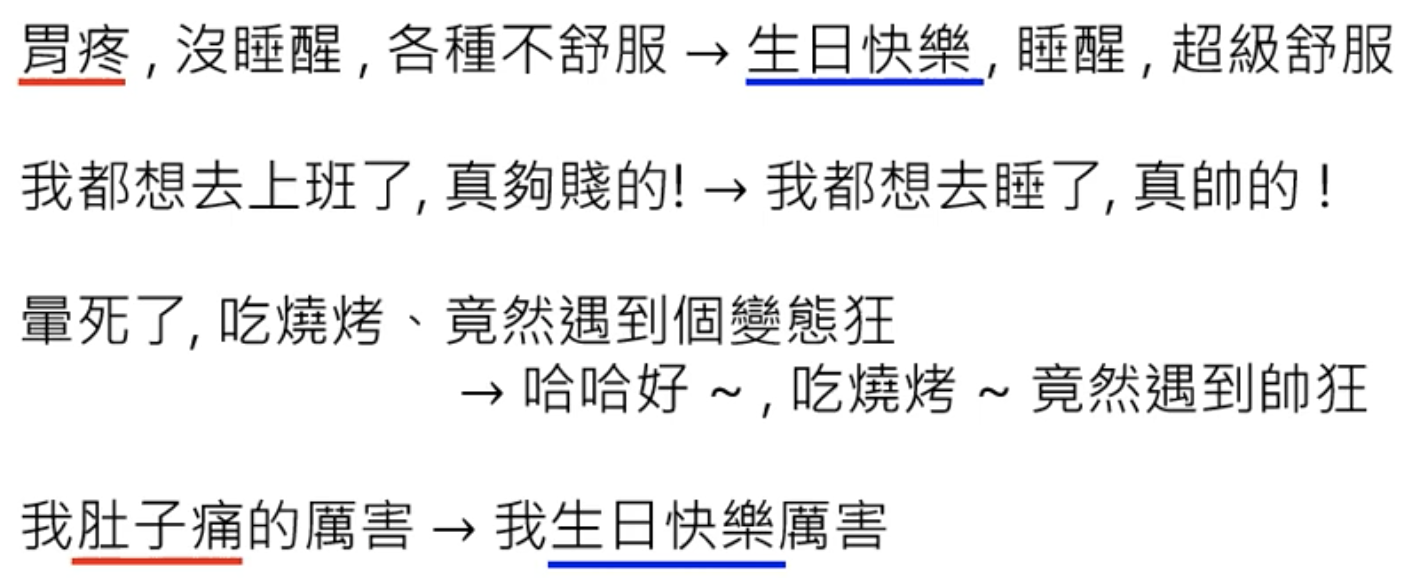 胃疼 , 沒睡醒 , 各種不舒服 → 生日快樂 , 睡醒 , 超級舒服
我都想去上班了, 真夠賤的! → 我都想去睡了, 真帥的 !
暈死了, 吃燒烤、竟然遇到個變態狂
→ 哈哈好 ~ , 吃燒烤 ~ 竟然遇到帥狂
我肚子痛的厲害 → 我生日快樂厲害